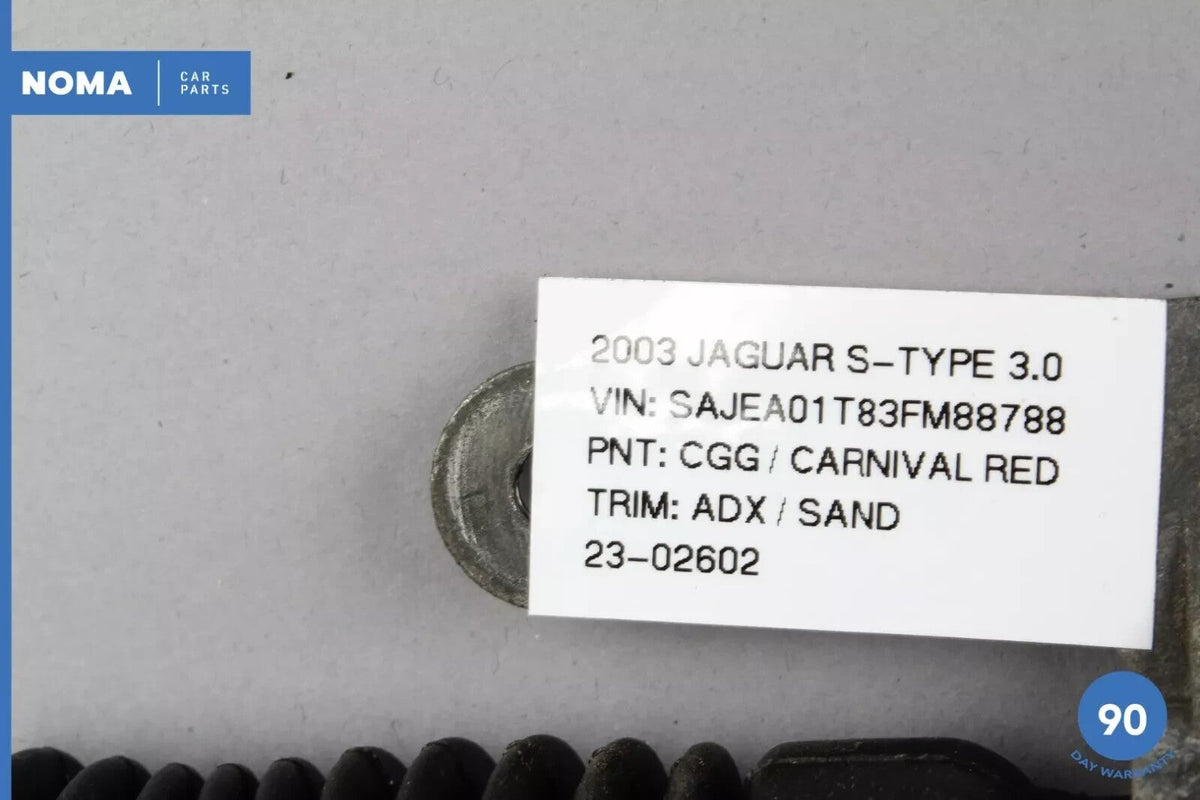 NOMA
CAR
PARTS
2003 JAGUAR S-TYPE 3.0
VIN: SAJEA01T83FM88788
PNT: CGG / CARNIVAL RED
TRIM: ADX / SAND
23-02602
90
DAY WARRANTY